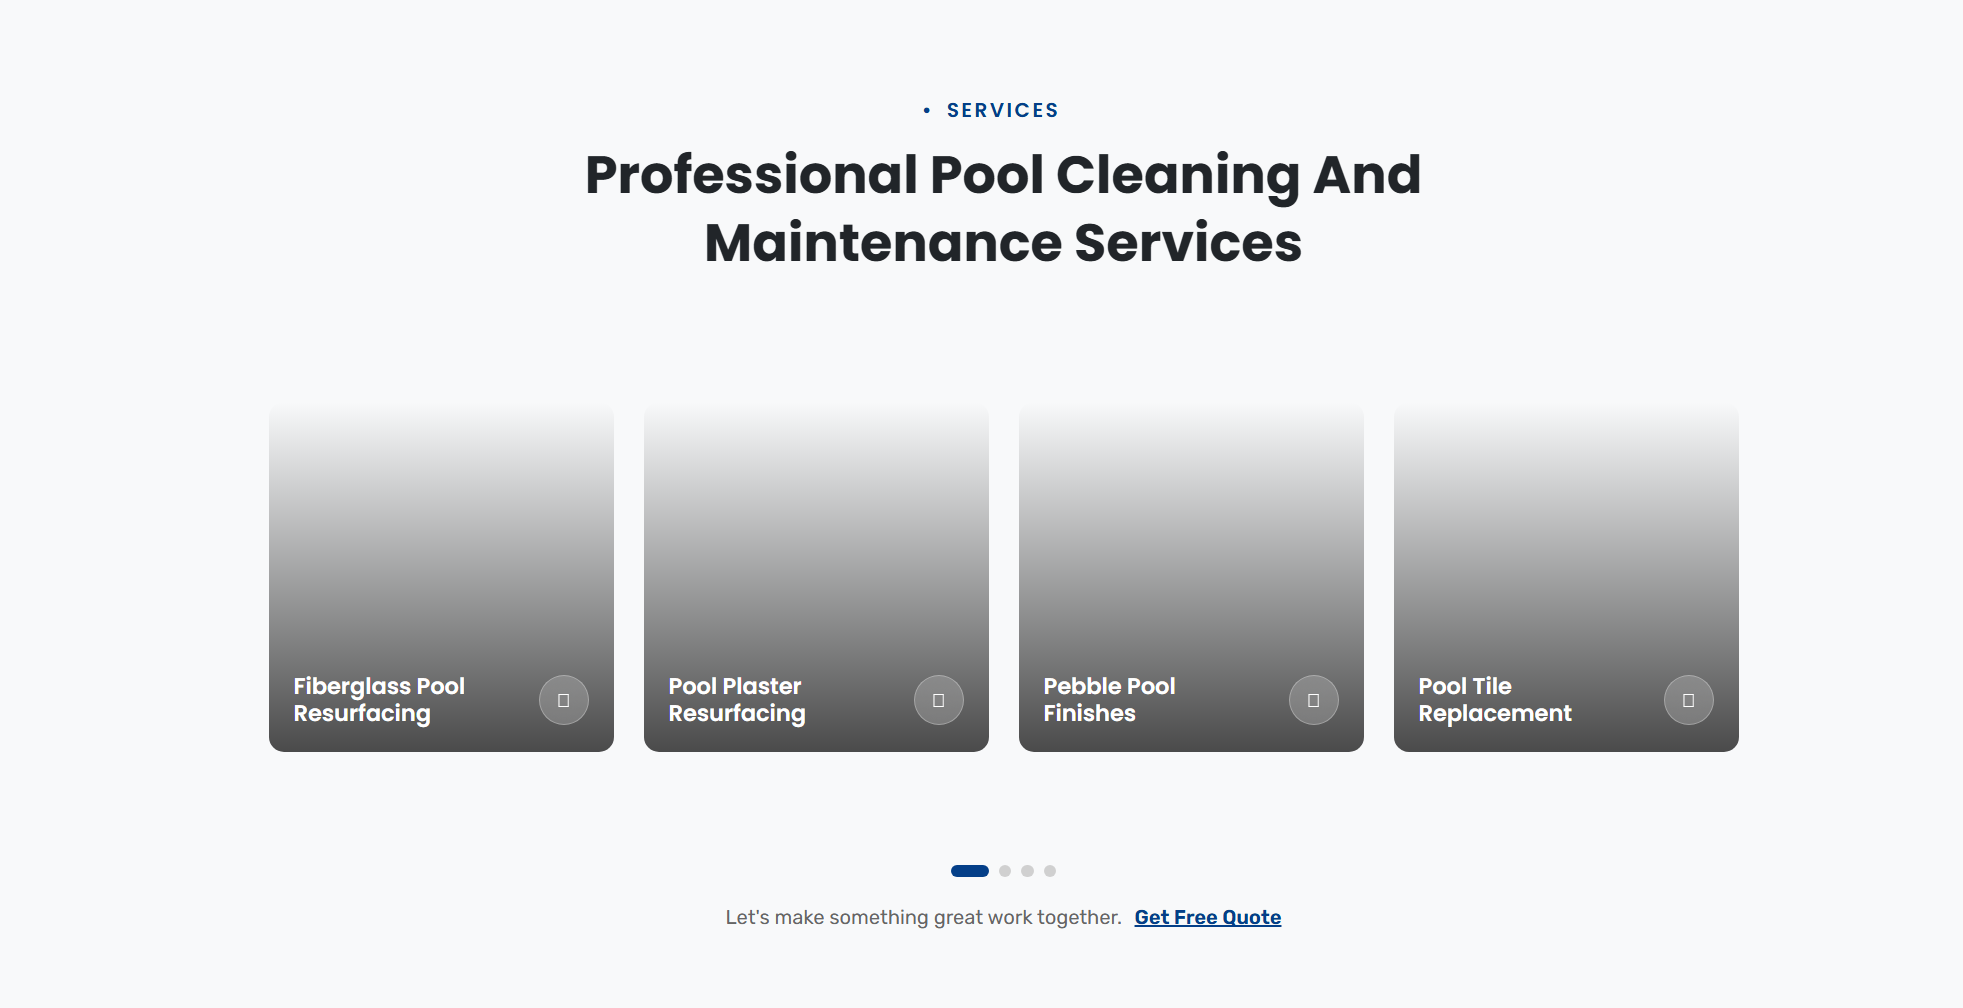 • SERVICES
Professional Pool Cleaning And
Maintenance Services
Fiberglass Pool
Resurfacing
Pool Plaster
Resurfacing
Pebble Pool
Finishes
Pool Tile
Replacement
Let's make something great work together. Get Free Quote